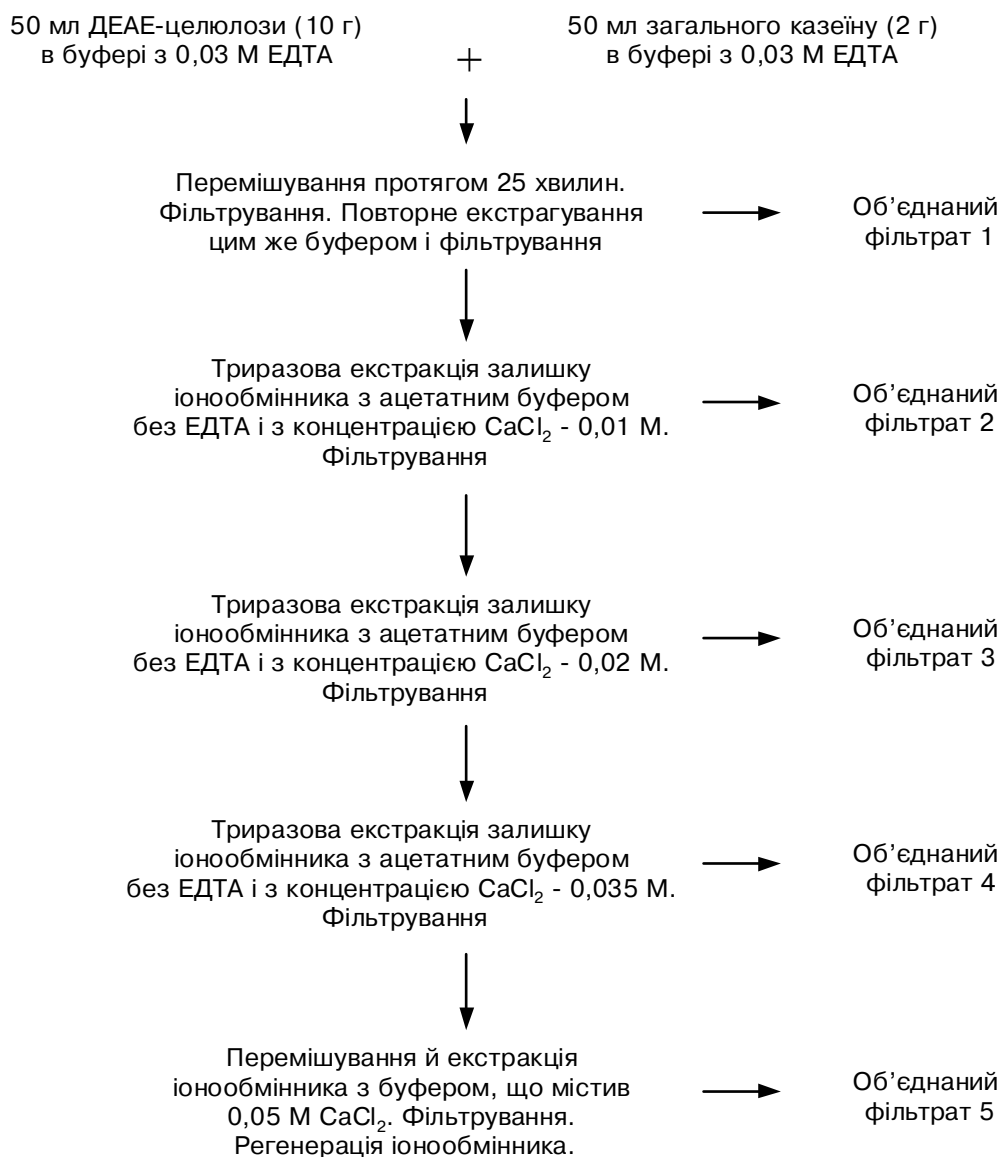 50 мл ДЕАЕ-целюлози (10 г)
в буфері з 0,03 М ЕДТА
+
50 мл загального казеїну (2 г)
в буфері з 0,03 М ЕДТА
Перемішування протягом 25 хвилин.
Фільтрування. Повторне екстрагування
цим же буфером і фільтрування
Об’єднаний
фільтрат 1
Триразова екстракція залишку
іонообмінника з ацетатним буфером
без ЕДТА і з концентрацією CaCl₂ - 0,01 М.
Фільтрування
Об’єднаний
фільтрат 2
Триразова екстракція залишку
іонообмінника з ацетатним буфером
без ЕДТА і з концентрацією CaCl₂ - 0,02 М.
Фільтрування
Об’єднаний
фільтрат 3
Триразова екстракція залишку
іонообмінника з ацетатним буфером
без ЕДТА і з концентрацією CaCl₂ - 0,035 М.
Фільтрування
Об’єднаний
фільтрат 4
Перемішування й екстракція
іонообмінника з буфером, що містив
0,05 М CaCl₂. Фільтрування.
Регенерація іонообмінника.
Об’єднаний
фільтрат 5